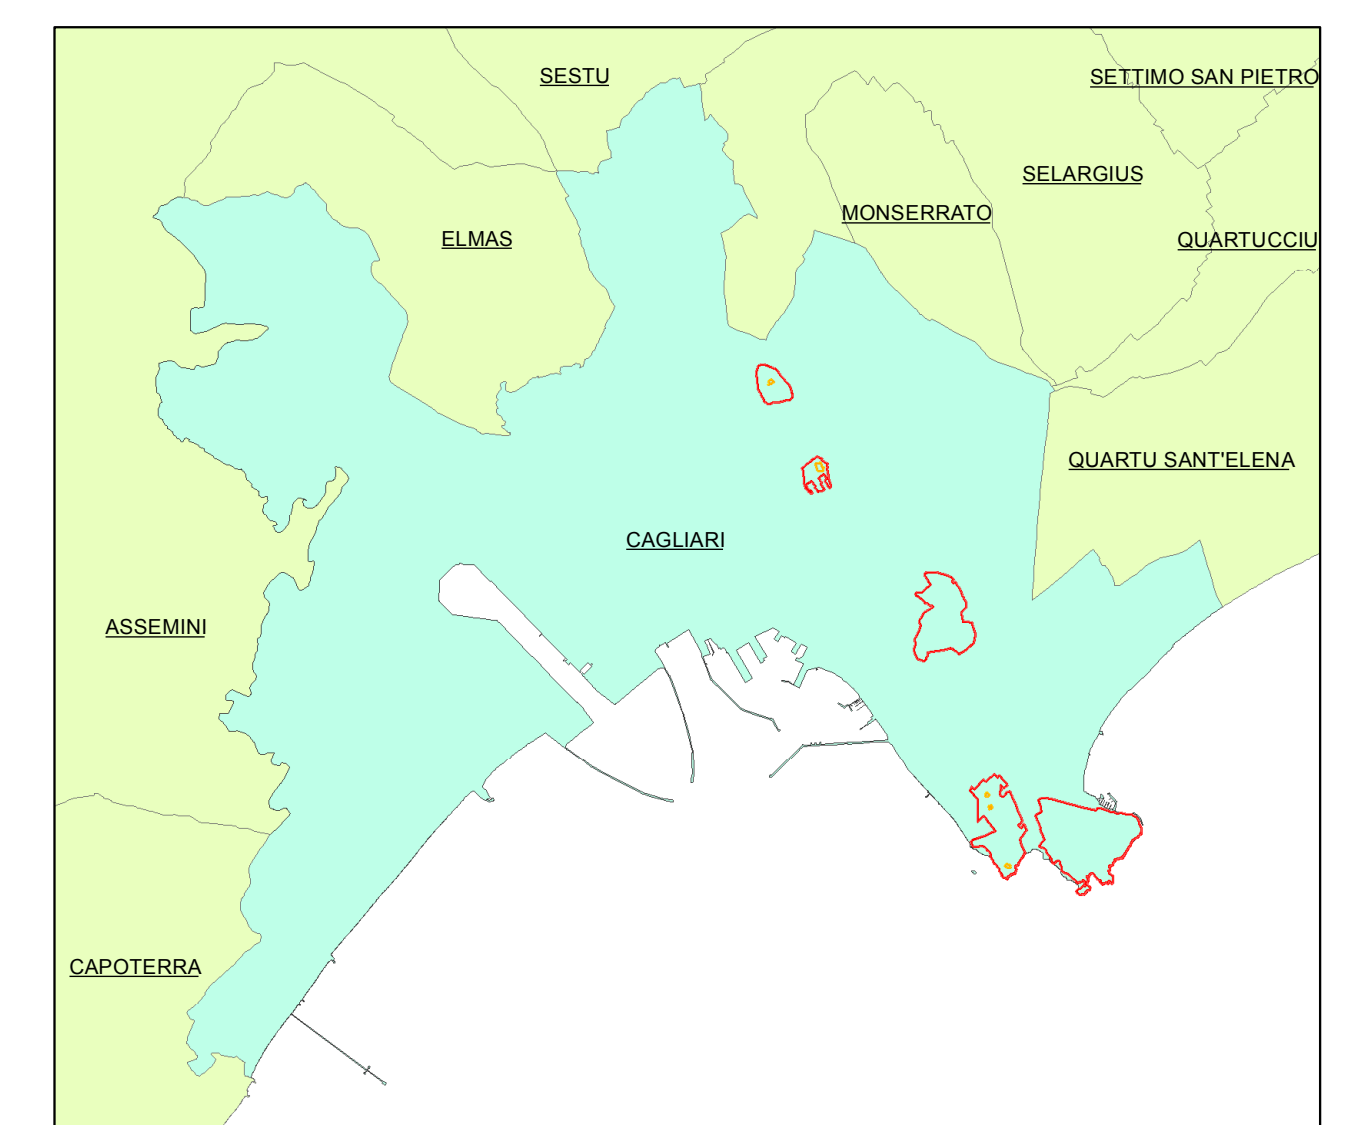 SESTU
SETTIMO SAN PIETRO
SELARGIUS
MONSERRATO
ELMAS
QUARTUCCIU
QUARTU SANT'ELENA
CAGLIARI
ASSEMINI
CAPOTERRA